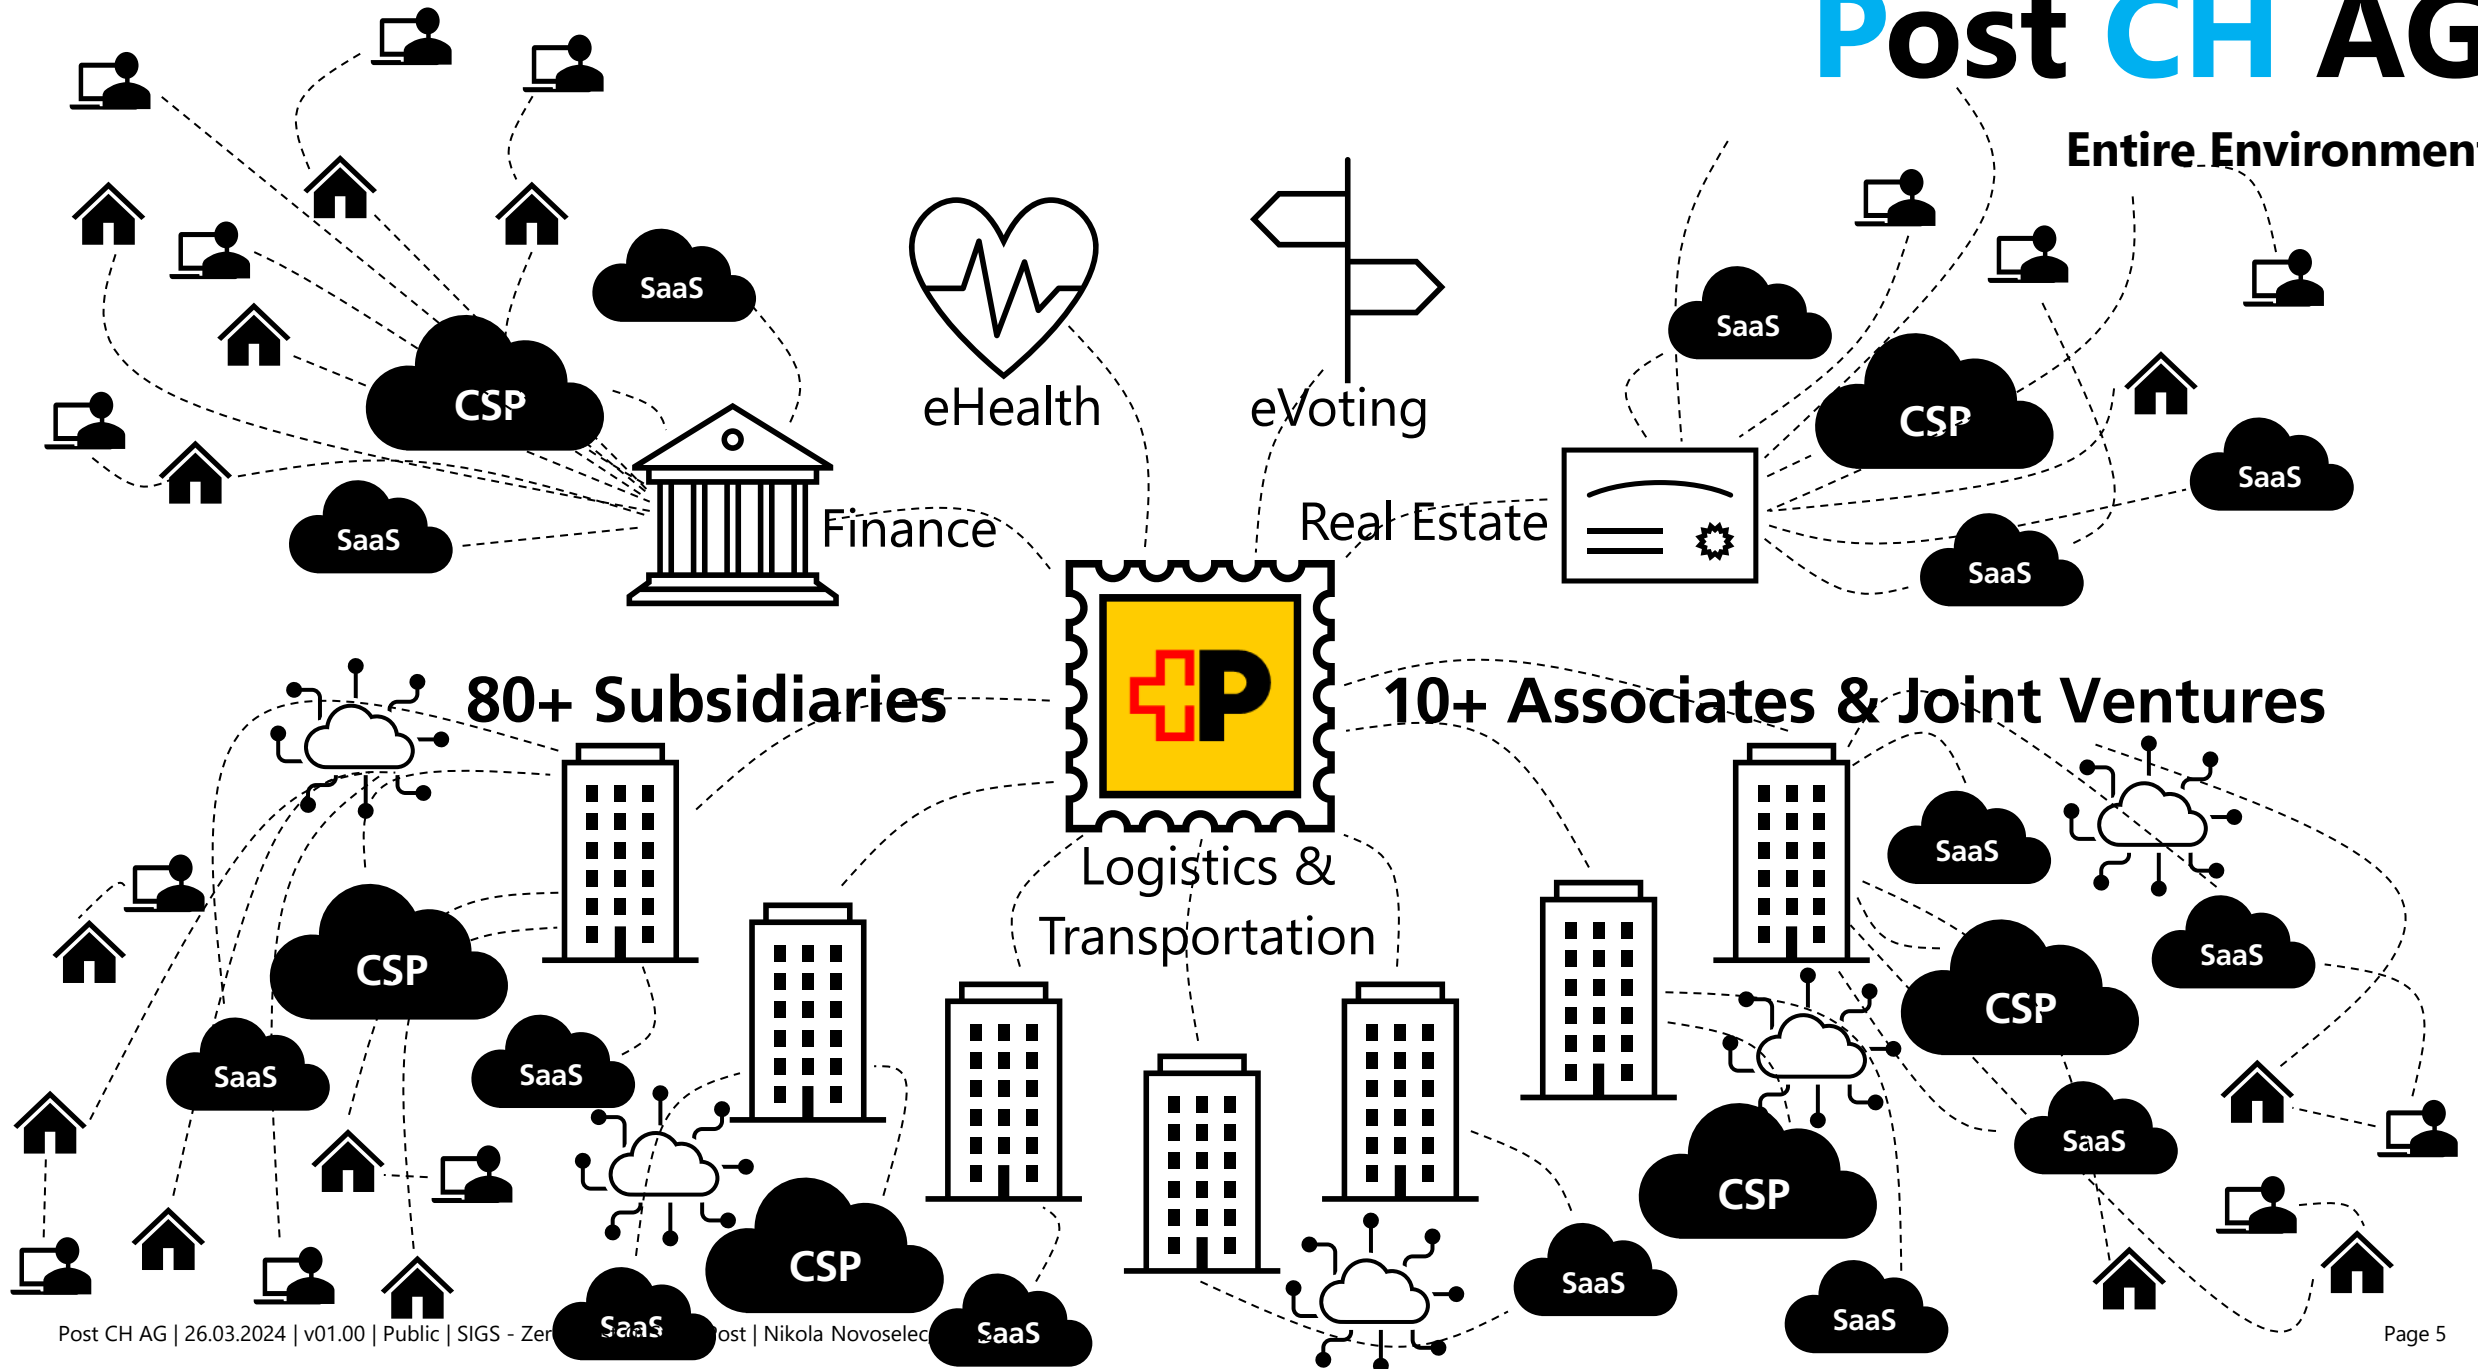 Post CH AG
Entire Environment
SaaS
SaaS
CSP
CSP
eHealth
eVoting
SaaS
Finance
Real Estate
SaaS
SaaS
80+ Subsidiaries
10+ Associates & Joint Ventures
P
SaaS
Logistics &
Transportation
SaaS
CSP
CSP
SaaS
SaaS
SaaS
CSP
CSP
SaaS
SaaS
SaaS
SaaS
Post CH AG | 26.03.2024 | v01.00 | Public | SIGS - Zer ost | Nikola Novoselec
Page 5